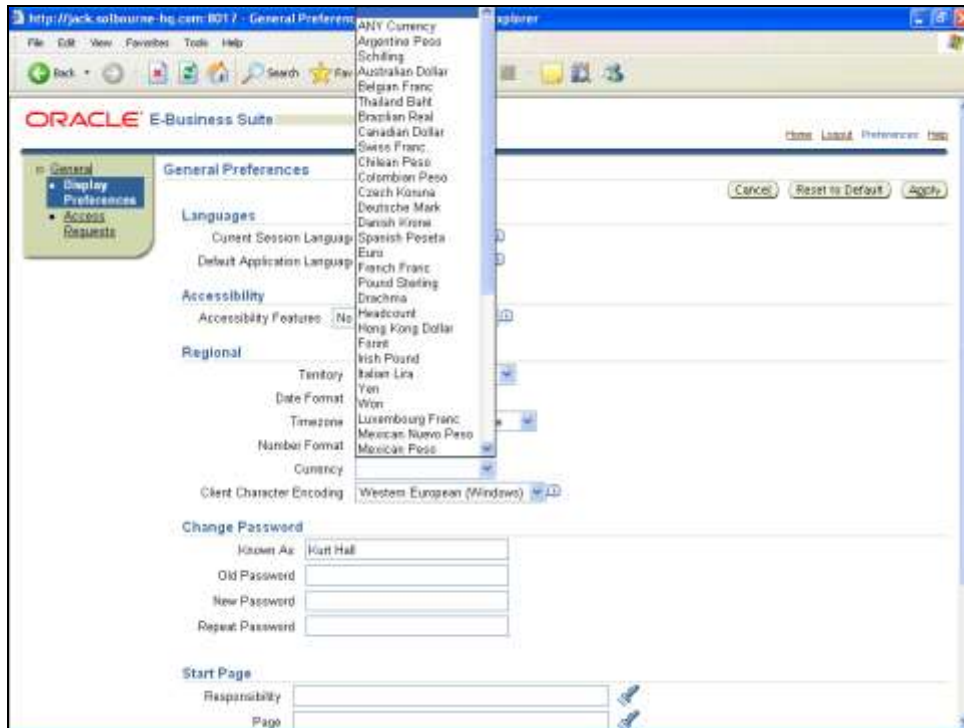 http://jack.solbourne-hq.com:8017 - General Preferenc xplorer
File Edit View Favorites Tools Help
Back Search Fav
ORACLE E-Business Suite
Home Logout Preferences Help
General
Display Preferences
Access Requests
General Preferences
Cancel Reset to Default Apply
Languages
Current Session Languag
Default Application Languag
Accessibility
Accessibility Features No
Regional
Territory
Date Format
Timezone
Number Format
Currency
Client Character Encoding Western European (Windows)
ANY Currency
Argentine Peso
Schilling
Australian Dollar
Belgian Franc
Thailand Baht
Brazilian Real
Canadian Dollar
Swiss Franc
Chilean Peso
Colombian Peso
Czech Koruna
Deutsche Mark
Danish Krone
Spanish Peseta
Euro
French Franc
Pound Sterling
Drachma
Headcount
Hong Kong Dollar
Forint
Irish Pound
Italian Lira
Yen
Won
Luxembourg Franc
Mexican Nuevo Peso
Mexican Peso
Change Password
Known As Kurt Hall
Old Password
New Password
Repeat Password
Start Page
Responsibility
Page